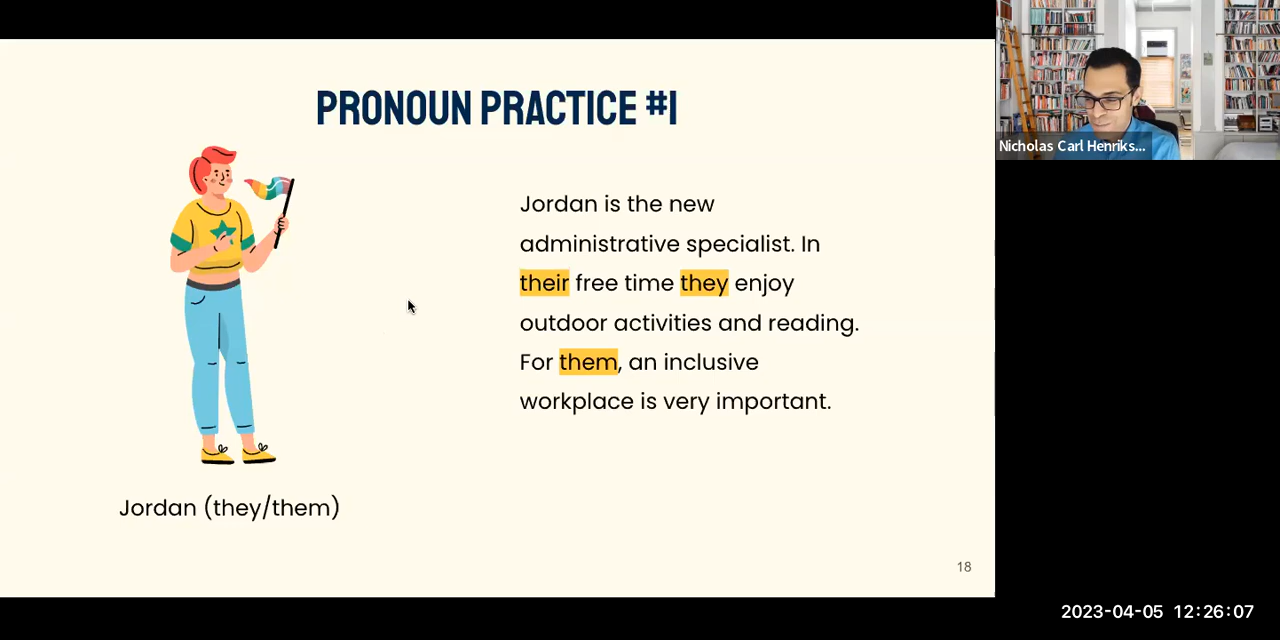 PRONOUN PRACTICE #1
Jordan is the new
administrative specialist. In
their free time they enjoy
outdoor activities and reading.
For them, an inclusive
workplace is very important.
Jordan (they/them)
18
Nicholas Carl Henriks...
2023-04-05 12:26:07